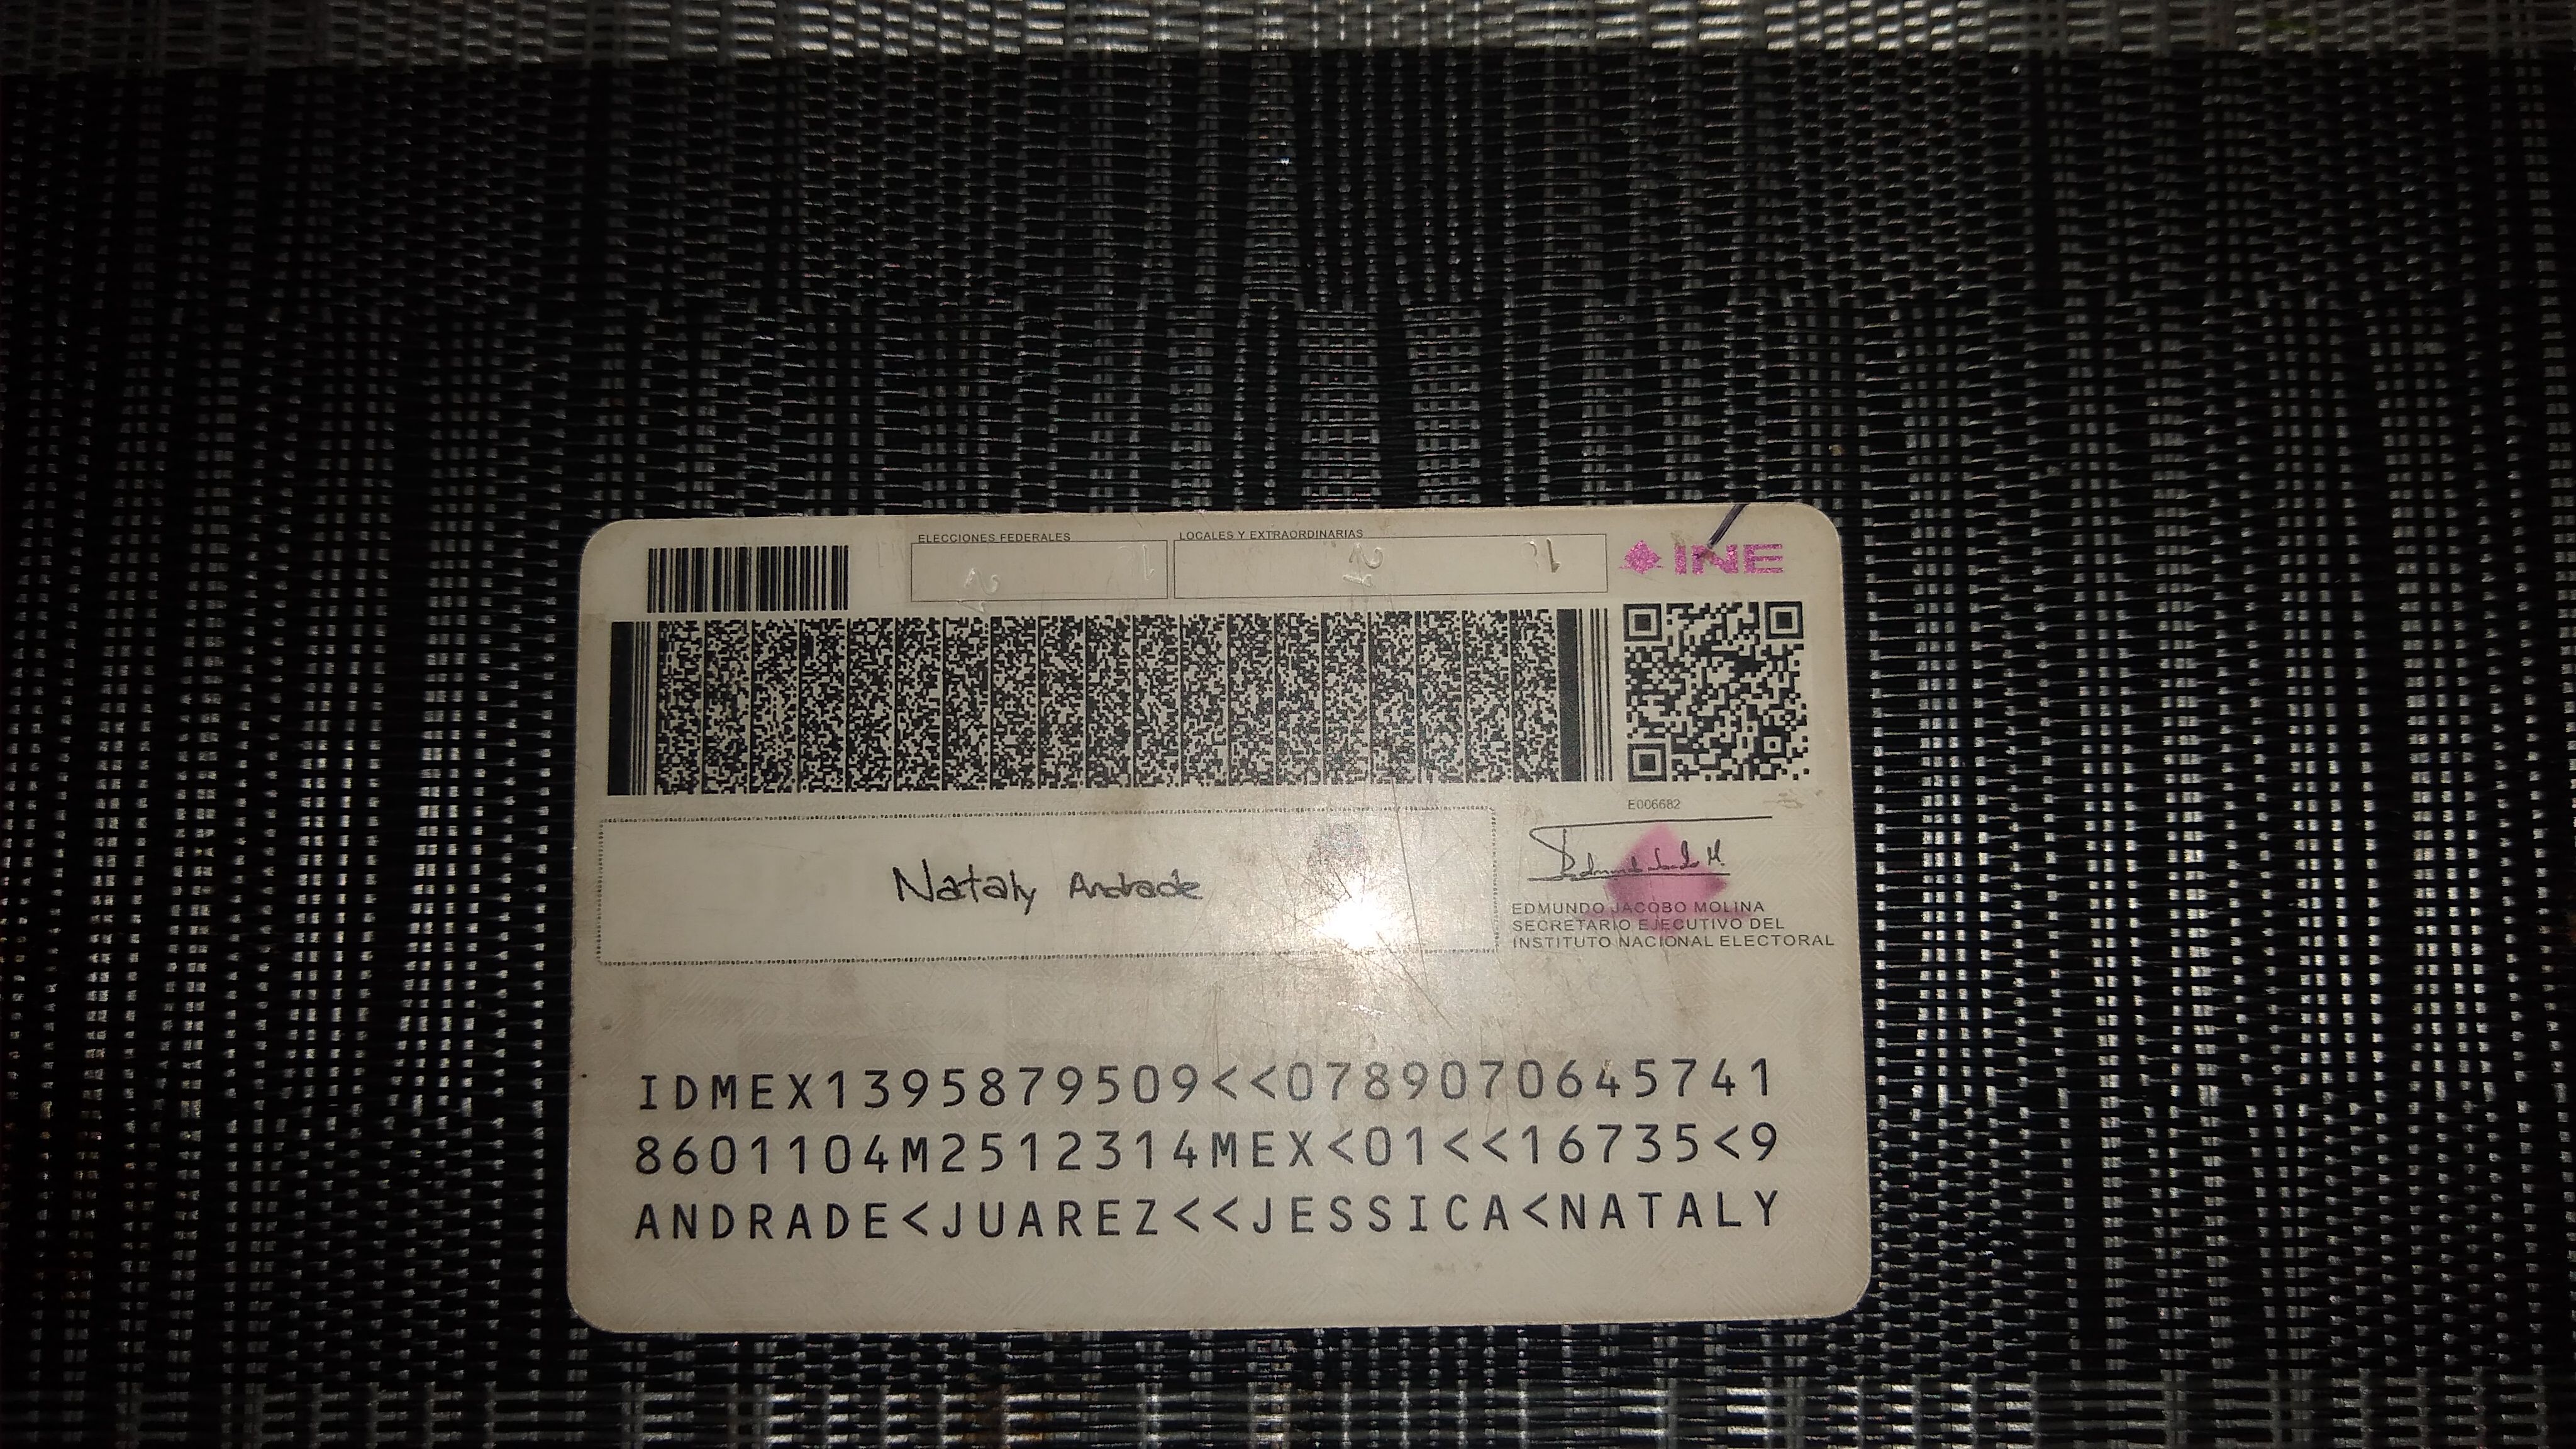 ELECCIONES FEDERALES
LOCALES Y EXTRAORDINARIAS
INE
E006682
Nataly Andrade
EDMUNDO JACOBO MOLINA
SECRETARIO EJECUTIVO DEL
INSTITUTO NACIONAL ELECTORAL
IDMEX1395879509<<0789070645741
8601104M2512314MEX<01<<16735<9
ANDRADE<JUAREZ<<JESSICA<NATALY